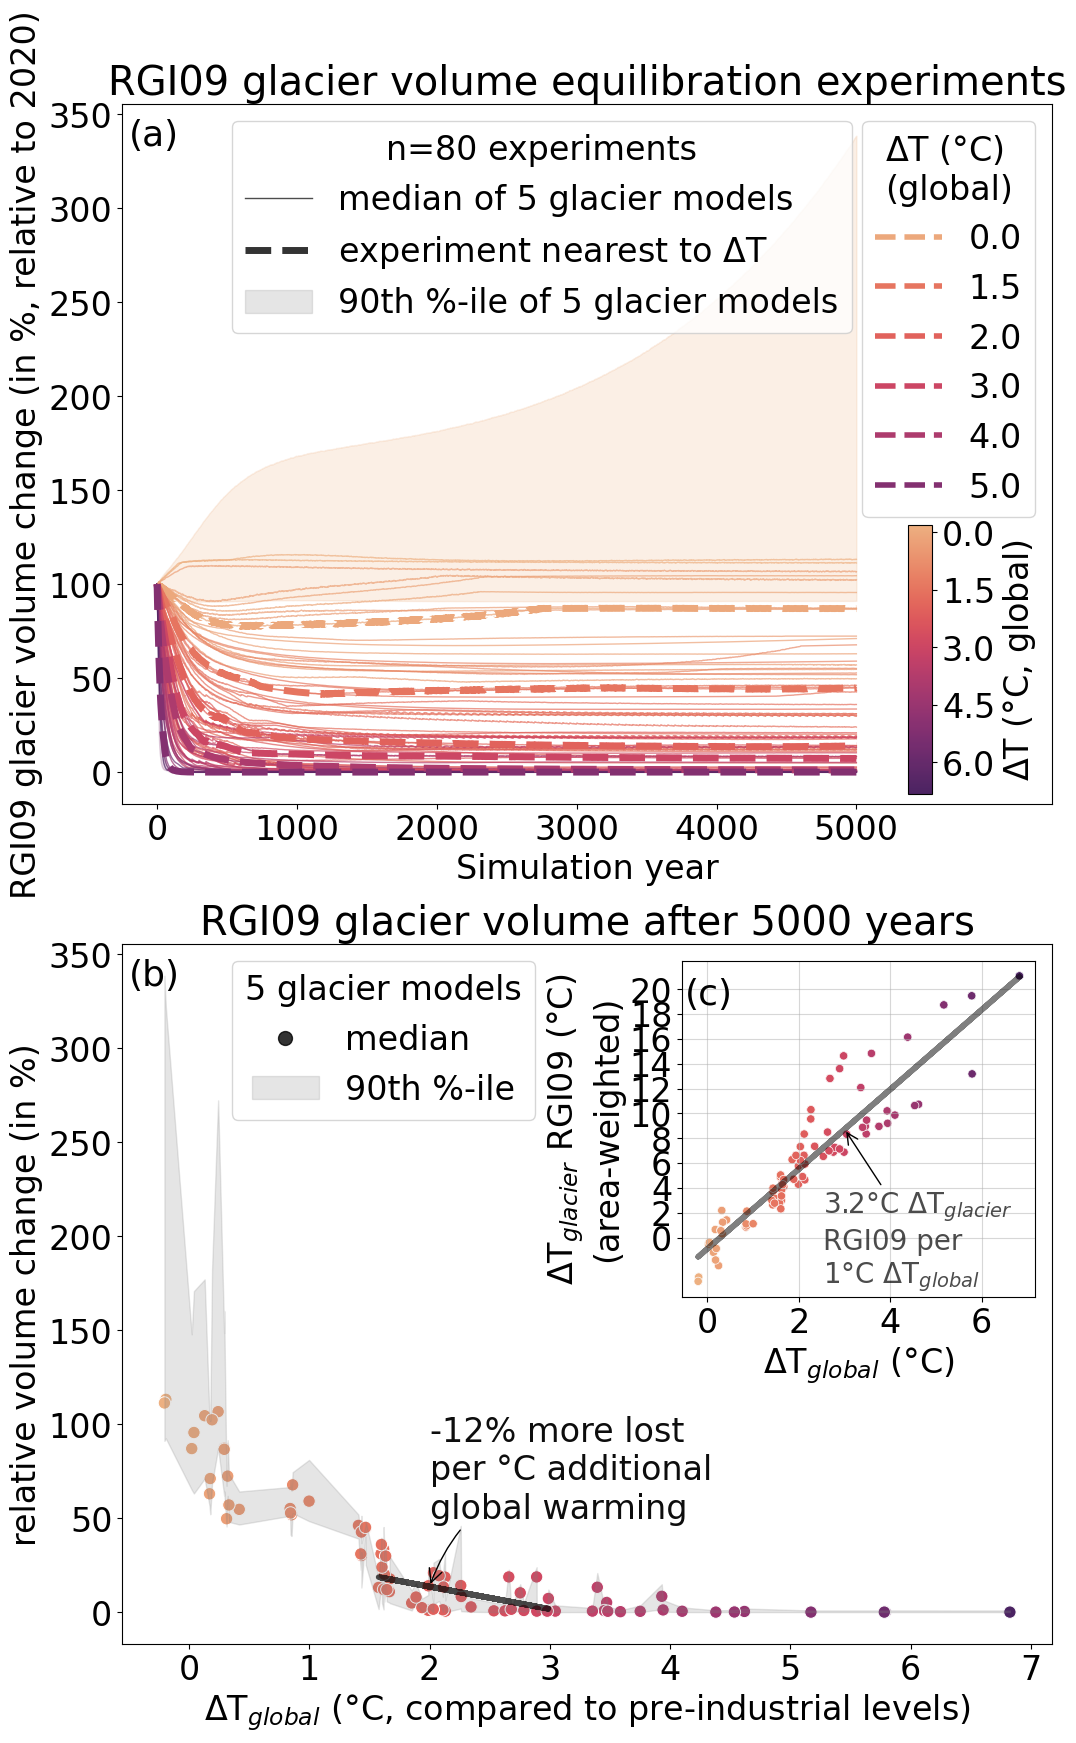 RGI09 glacier volume equilibration experiments
(a)
RGI09 glacier volume change (in %, relative to 2020)
350
300
250
200
150
100
50
0
n=80 experiments
median of 5 glacier models
experiment nearest to ΔT
90th %-ile of 5 glacier models
ΔT (°C)
(global)
0.0
1.5
2.0
3.0
4.0
5.0
0.0
1.5
3.0
4.5
6.0
ΔT (°C, global)
0 1000 2000 3000 4000 5000
Simulation year
RGI09 glacier volume after 5000 years
(b)
relative volume change (in %)
350
300
250
200
150
100
50
0
5 glacier models
median
90th %-ile
(c)
ΔT_glacier RGI09 (°C)
(area-weighted)
20
18
16
14
12
10
8
6
4
2
0
3.2°C ΔT_glacier
RGI09 per
1°C ΔT_global
0 2 4 6
ΔT_global (°C)
-12% more lost
per °C additional
global warming
0 1 2 3 4 5 6 7
ΔT_global (°C, compared to pre-industrial levels)